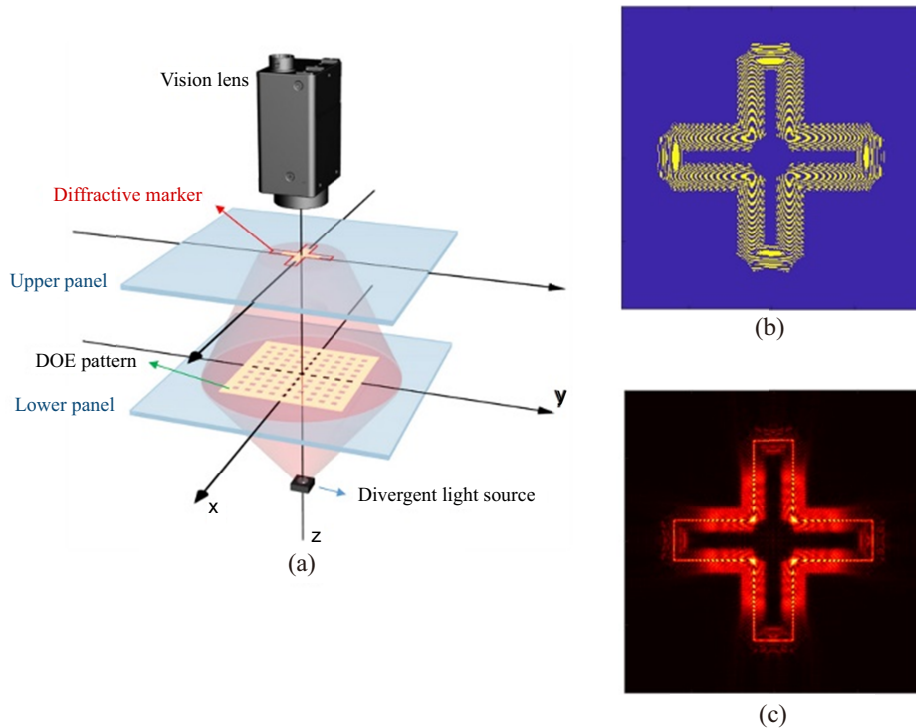 Vision lens
Diffractive marker
Upper panel
DOE pattern
Lower panel
y
x
Divergent light source
z
(a)
(b)
(c)